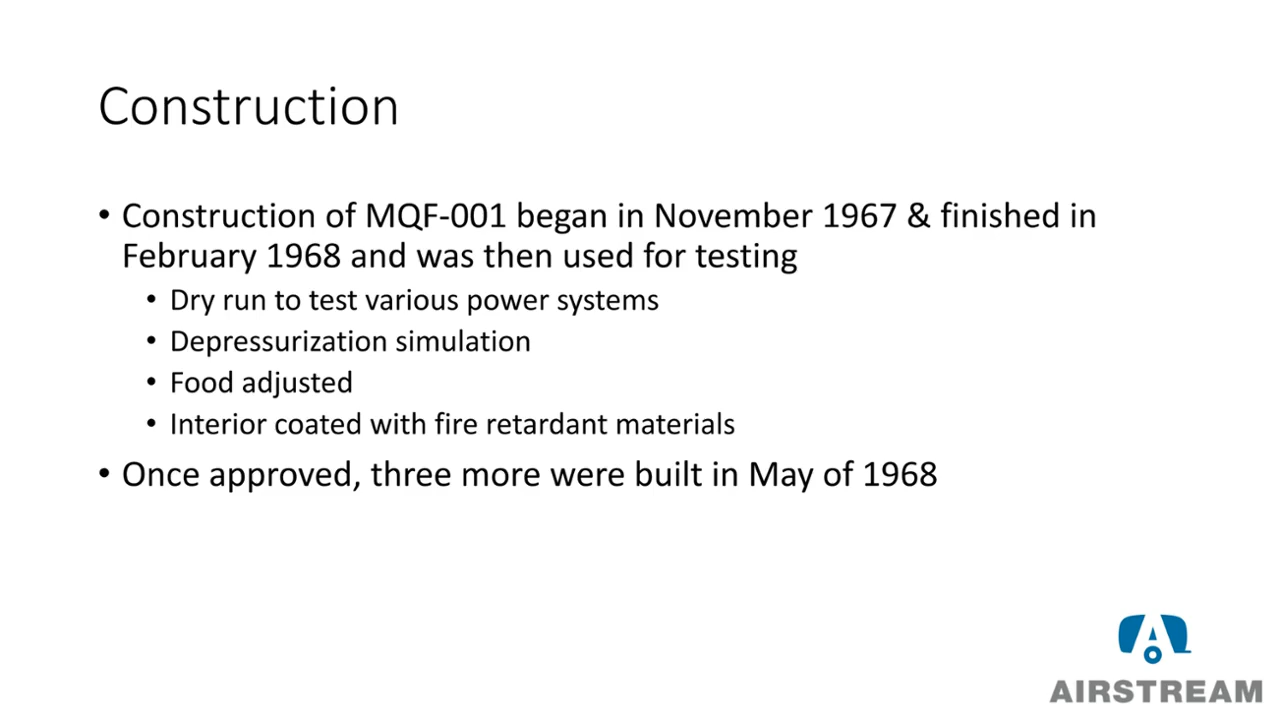 Construction
• Construction of MQF-001 began in November 1967 & finished in
February 1968 and was then used for testing
• Dry run to test various power systems
• Depressurization simulation
• Food adjusted
• Interior coated with fire retardant materials
• Once approved, three more were built in May of 1968
AIRSTREAM